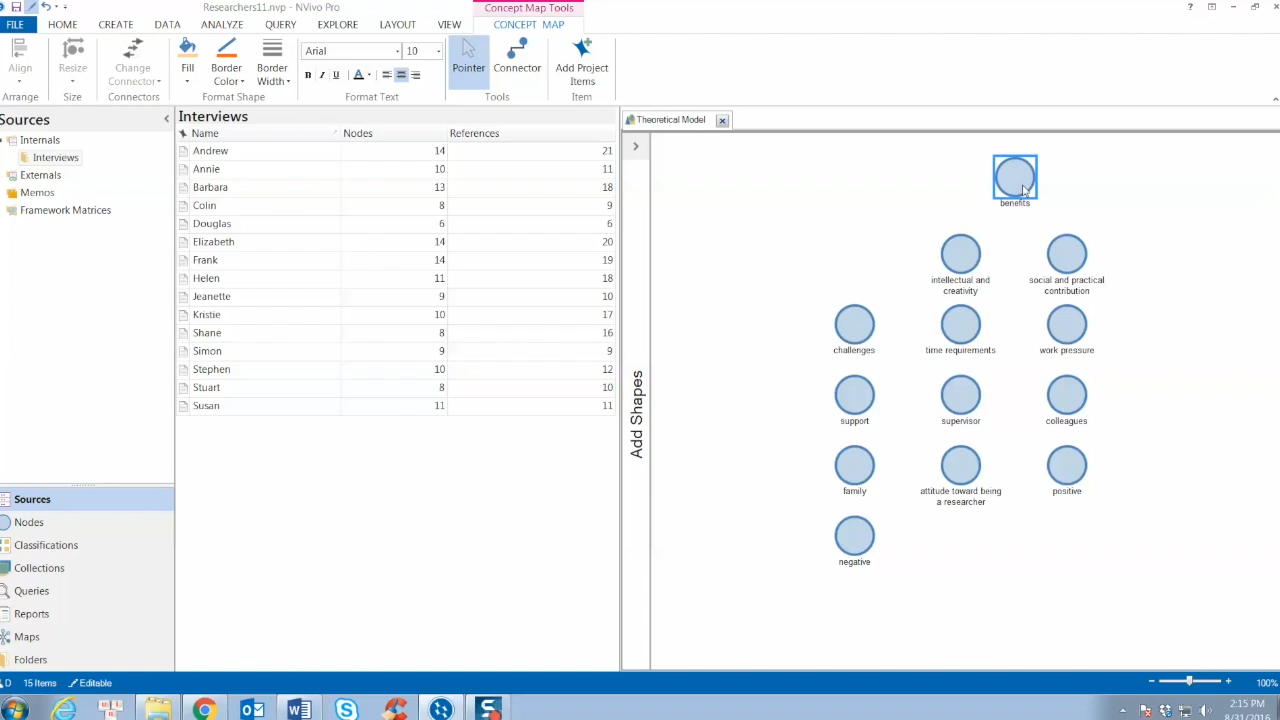 Researchers11.nvp - NVivo Pro
Concept Map Tools
?
FILE HOME CREATE DATA ANALYZE QUERY EXPLORE LAYOUT VIEW CONCEPT MAP
Align
Resize
Change Connector
Fill
Border Color
Border Width
Arial
10
B I U A
Pointer
Connector
Add Project Items
Arrange
Size
Connectors
Format Shape
Format Text
Tools
Item
Sources
Internals
Interviews
Externals
Memos
Framework Matrices
Interviews
Name Nodes References
Andrew 14 21
Annie 10 11
Barbara 13 18
Colin 8 9
Douglas 6 6
Elizabeth 14 20
Frank 14 19
Helen 11 18
Jeanette 9 10
Kristie 10 17
Shane 8 16
Simon 9 9
Stephen 10 12
Stuart 8 10
Susan 11 11
Theoretical Model
Add Shapes
benefits
intellectual and
creativity
social and practical
contribution
challenges
time requirements
work pressure
support
supervisor
colleagues
family
attitude toward being
a researcher
positive
negative
Sources
Nodes
Classifications
Collections
Queries
Reports
Maps
Folders
D 15 Items Editable
100%
2:15 PM
8/31/2016